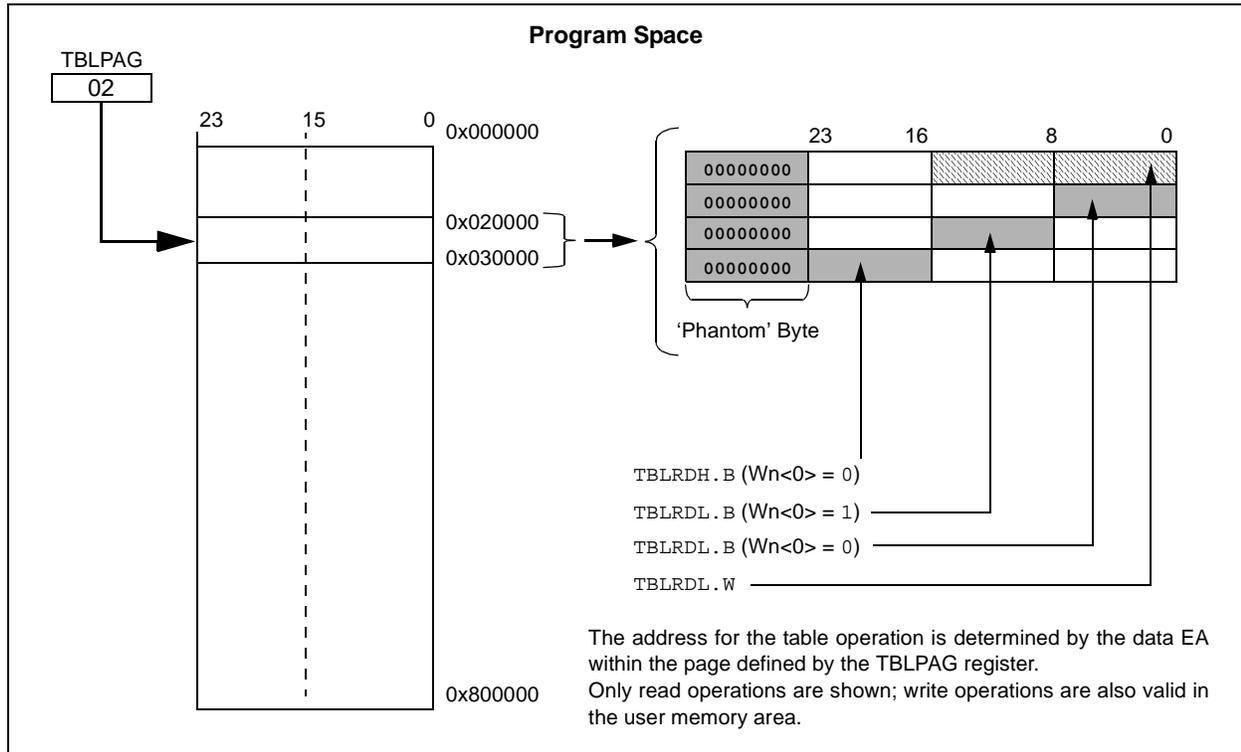 Program Space
TBLPAG
02
23 15 0
0x000000
0x020000
0x030000
0x800000
23 16 8 0
00000000
00000000
00000000
00000000
‘Phantom’ Byte
TBLRDH.B (Wn<0> = 0)
TBLRDL.B (Wn<0> = 1)
TBLRDL.B (Wn<0> = 0)
TBLRDL.W
The address for the table operation is determined by the data EA
within the page defined by the TBLPAG register.
Only read operations are shown; write operations are also valid in
the user memory area.